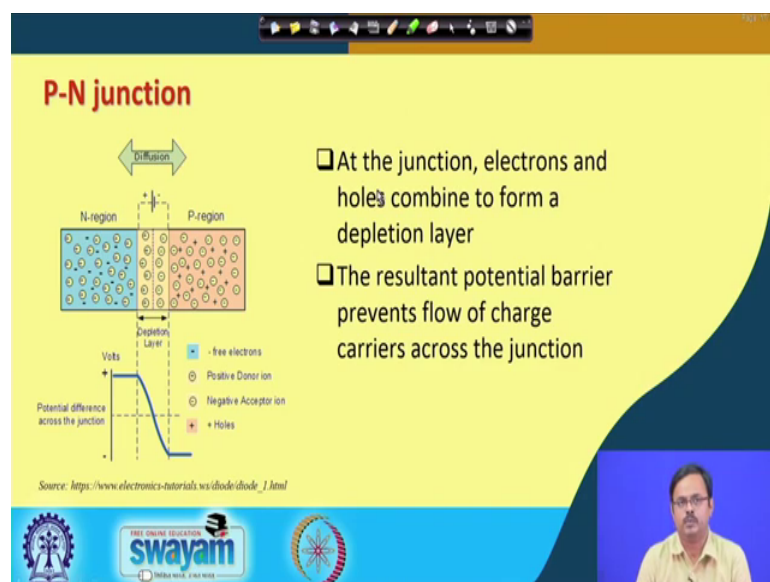 P-N junction
Diffusion
+ -
N-region
P-region
Depletion
Layer
Volts
+
Potential difference
across the junction
-
- -free electrons
+ Positive Donor ion
- Negative Acceptor ion
+ + Holes
Source: https://www.electronics-tutorials.ws/diode/diode_1.html
At the junction, electrons and
holes combine to form a
depletion layer
The resultant potential barrier
prevents flow of charge
carriers across the junction
FREE ONLINE EDUCATION
swayam